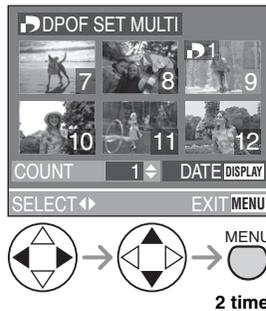 DPOF SET MULTI
7 8 1 9
10 11 12
COUNT 1 DATE DISPLAY
SELECT EXIT MENU
MENU
2 time